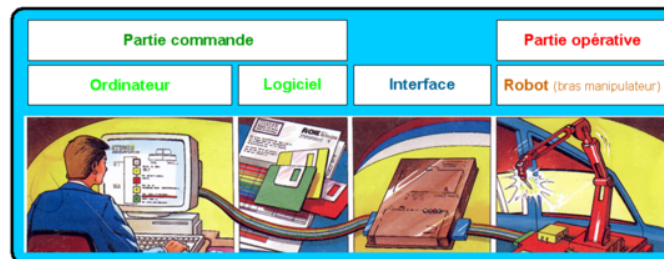 Partie commande
Partie opérative
Ordinateur
Logiciel
Interface
Robot (bras manipulateur)